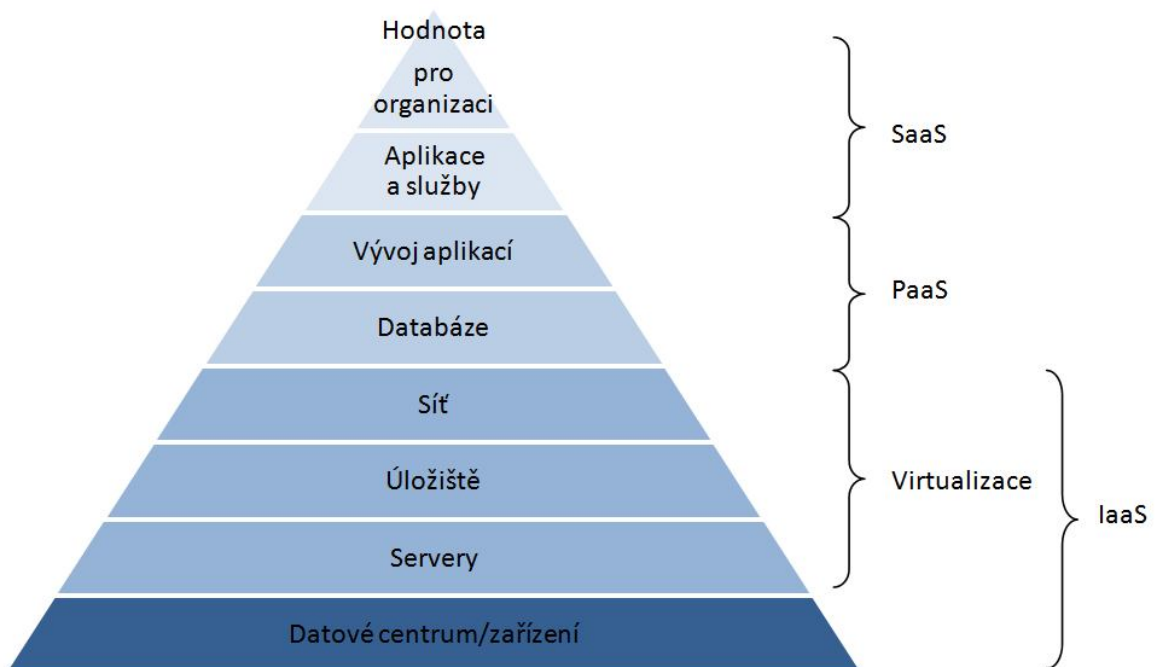 Hodnota
pro
organizaci
Aplikace
a služby
Vývoj aplikací
Databáze
Síť
Úložiště
Servery
Datové centrum/zařízení
SaaS
PaaS
Virtualizace
IaaS